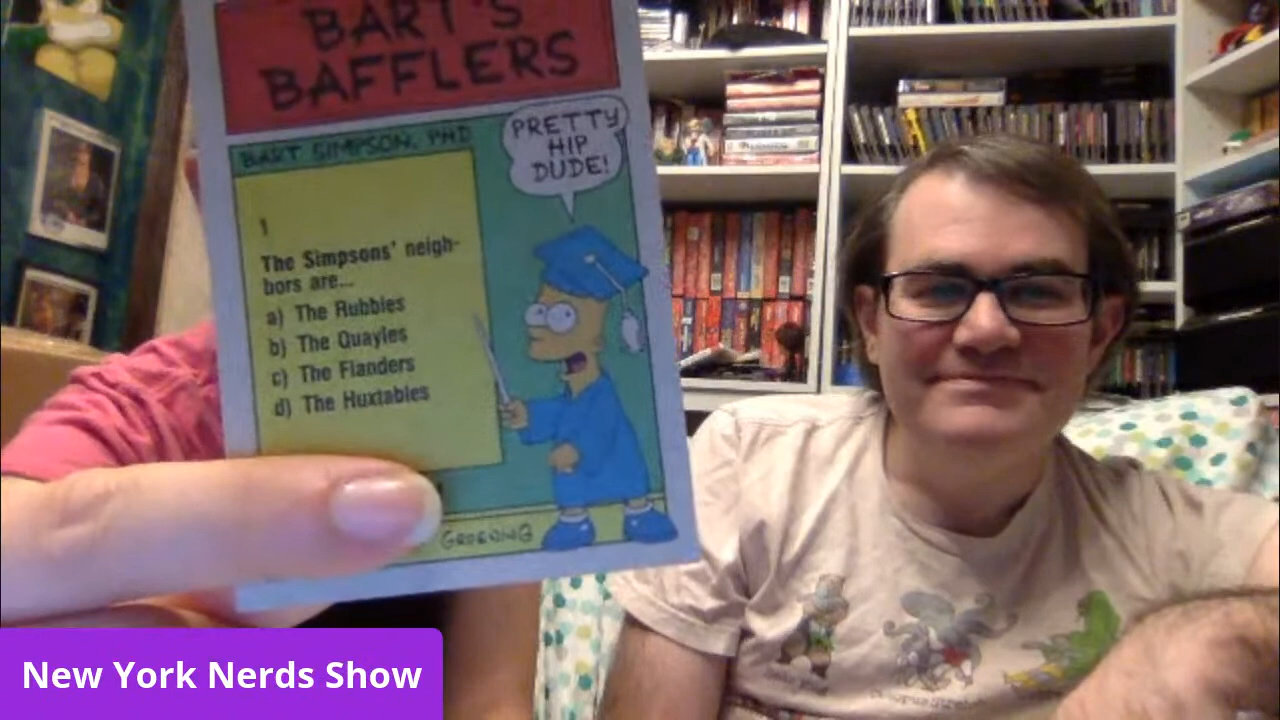 BART'S
BAFFLERS
BART SIMPSON, PHD
PRETTY
HIP
DUDE!
1
The Simpsons' neigh-
bors are...
a) The Rubbles
b) The Quayles
c) The Flanders
d) The Huxtables
GROENING
New York Nerds Show